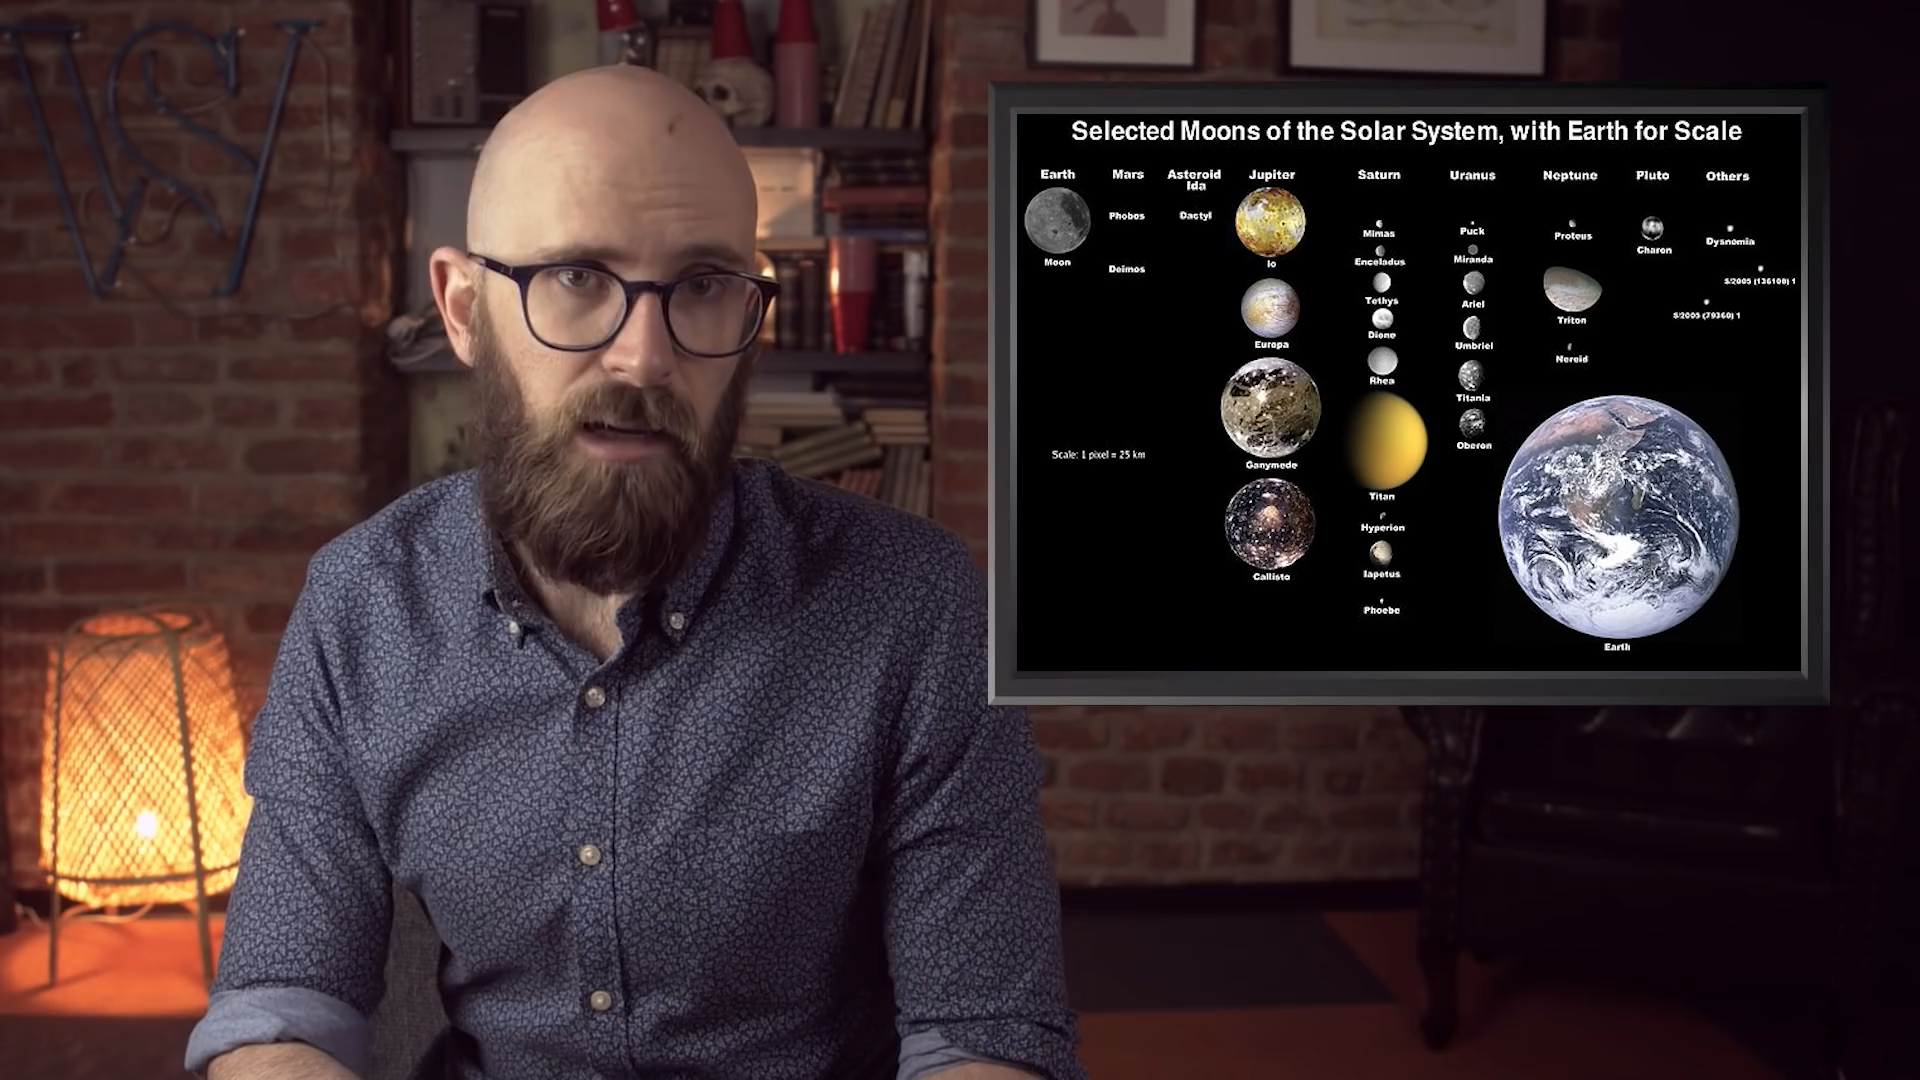 VS
Selected Moons of the Solar System, with Earth for Scale
Earth
Mars
Asteroid
Ida
Jupiter
Saturn
Uranus
Neptune
Pluto
Others
Moon
Phobos
Deimos
Dactyl
Io
Europa
Ganymede
Callisto
Mimas
Enceladus
Tethys
Dione
Rhea
Titan
Hyperion
Iapetus
Phoebe
Puck
Miranda
Ariel
Umbriel
Titania
Oberon
Proteus
Triton
Nereid
Charon
Dysnomia
S/2005 (136108) 1
S/2005 (79360) 1
Scale: 1 pixel = 25 km
Earth